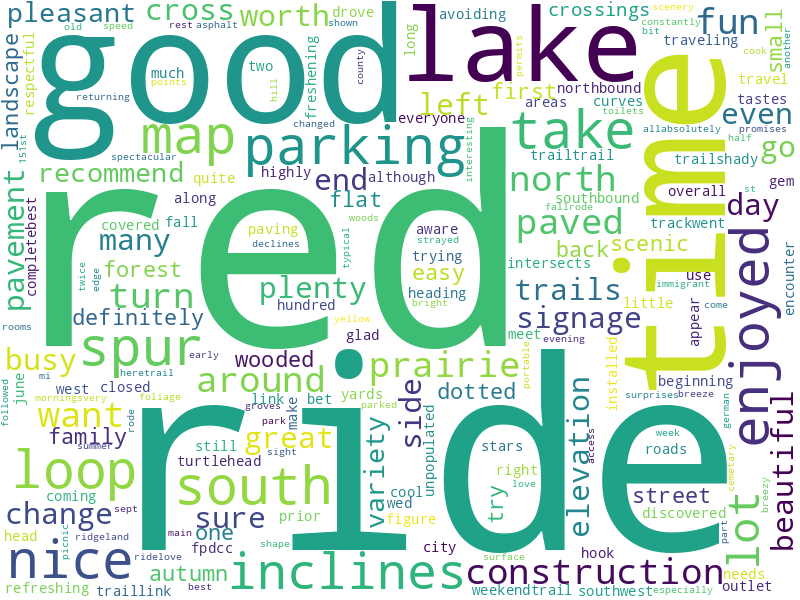 old speed
rest asphalt shown
pleasant cross worth drove avoiding crossings fun constantly scenery
good lake
landscape respectful much two freshening long bit traveling small another
points hill county permits
left first northbound travel cook
returning changed everyone areas curves tastes even
map parking take time
151st spectacular interesting trailtrail allabsolutely promises half
recommend quite highly end although north trailshady go
red
pavement completebest along flat southbound overall st gem
covered fall woods fallrode day
many paving aware paved trackwent
forest declines typical strayed trying back scenic
twice edge plenty easy intersects enjoyed encounter
turn hundred heading trails use immigrant
definitely yellow bright meet little come
rooms early glad signage appear portable evening installed
spur wooded prairie
busy june heretrail around side dotted beginning surprises breeze
followed mi west closed link bet yards elevation
morningsvery foliage groves make parked
want family rode park variety unpopulated access german beautiful
summer still great stars week roads
loop turtlehead sight right cemetary
south cool love try street breezy
coming sept prior wed lot
change sure figure discovered
head main one fpdcc shape city surface hook part
nice picnic ridgeland ridelove construction needs
ride
autumn inclines
refreshing traillink best weekendtrail southwest especially outlet
toilets